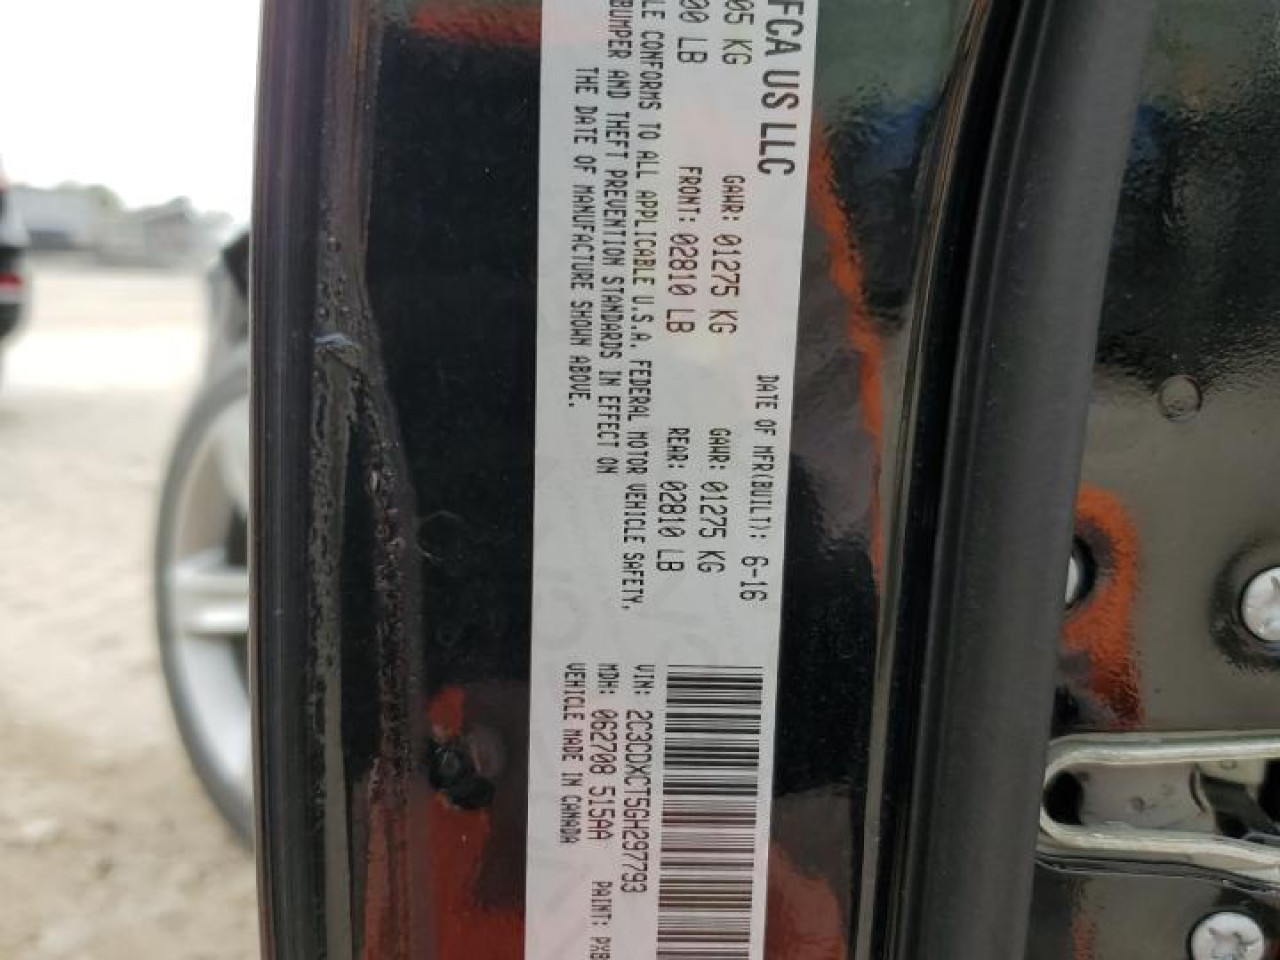 FCA US LLC
DATE OF MFR(BUILT): 6-16
05 KG GAWR: 01275 KG GAWR: 01275 KG
00 LB FRONT: 02810 LB REAR: 02810 LB
LE CONFORMS TO ALL APPLICABLE U.S.A. FEDERAL MOTOR VEHICLE SAFETY,
BUMPER AND THEFT PREVENTION STANDARDS IN EFFECT ON
THE DATE OF MANUFACTURE SHOWN ABOVE.
VIN: 2C3CDXCT5GH297793
MDH: 062708 515AA PAINT: PXB
VEHICLE MADE IN CANADA